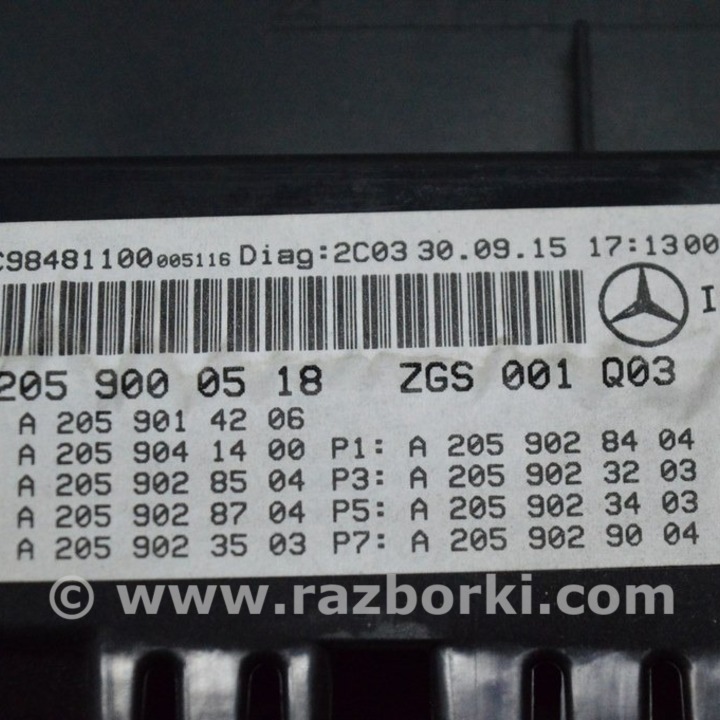 C98481100 005116 Diag:2C03 30.09.15 17:1300
I
205 900 05 18 ZGS 001 Q03
A 205 901 42 06
A 205 904 14 00 P1: A 205 902 84 04
A 205 902 85 04 P3: A 205 902 32 03
A 205 902 87 04 P5: A 205 902 34 03
A 205 902 35 03 P7: A 205 902 90 04
© www.razborki.com